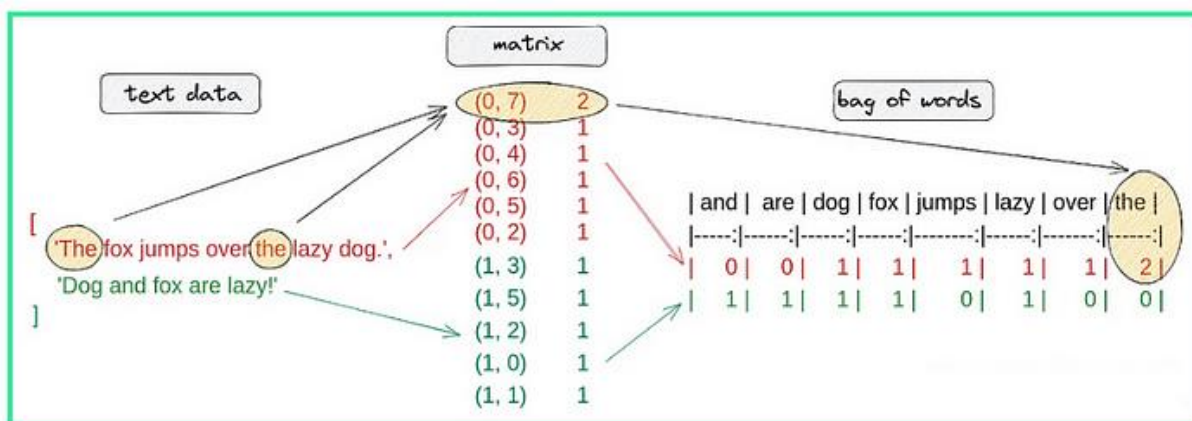 matrix
text data
bag of words
(0, 7) 2
(0, 3) 1
(0, 4) 1
(0, 6) 1
(0, 5) 1
(0, 2) 1
(1, 3) 1
(1, 5) 1
(1, 2) 1
(1, 0) 1
(1, 1) 1
[
'The fox jumps over the lazy dog.',
'Dog and fox are lazy!'
]
| and | are | dog | fox | jumps | lazy | over | the |
|-----:|------:|------:|-----:|--------:|-------:|-------:|------:|
| 0 | 0 | 1 | 1 | 1 | 1 | 1 | 2 |
| 1 | 1 | 1 | 1 | 0 | 1 | 0 | 0 |